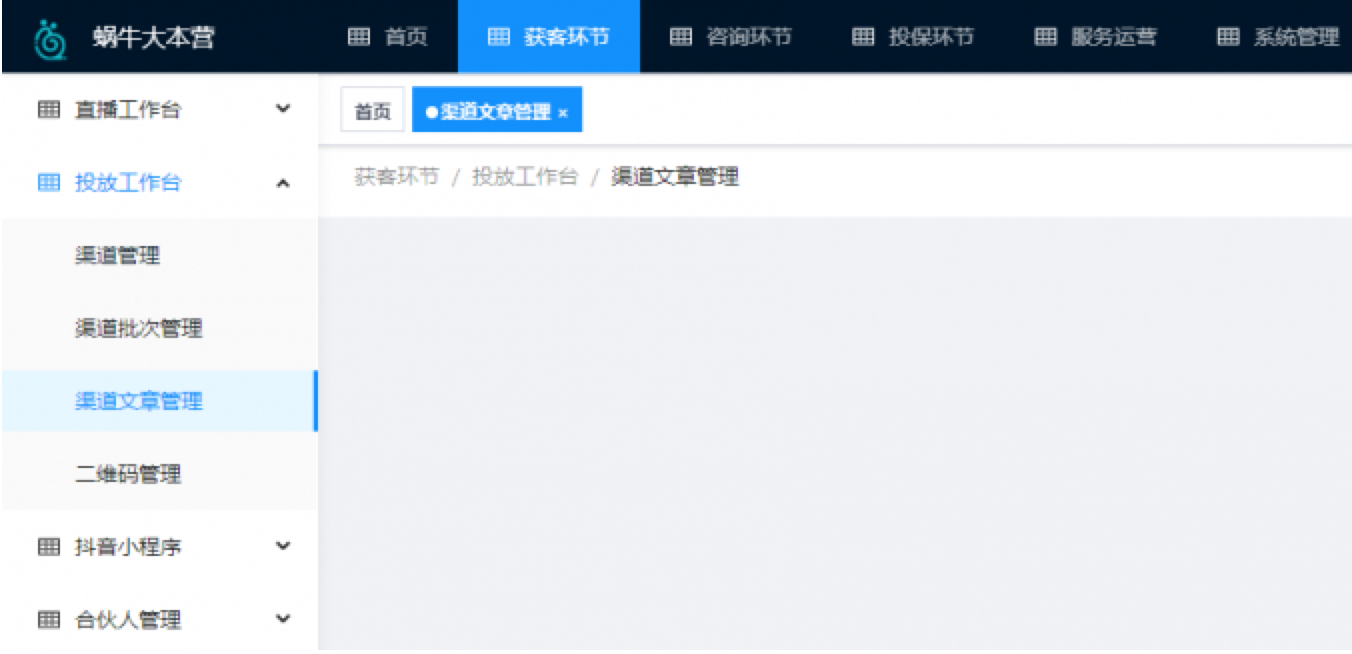 蜗牛大本营 首页 获客环节 咨询环节 投保环节 服务运营 系统管理
直播工作台
首页 渠道文章管理 ×
投放工作台
获客环节 / 投放工作台 / 渠道文章管理
渠道管理
渠道批次管理
渠道文章管理
二维码管理
抖音小程序
合伙人管理